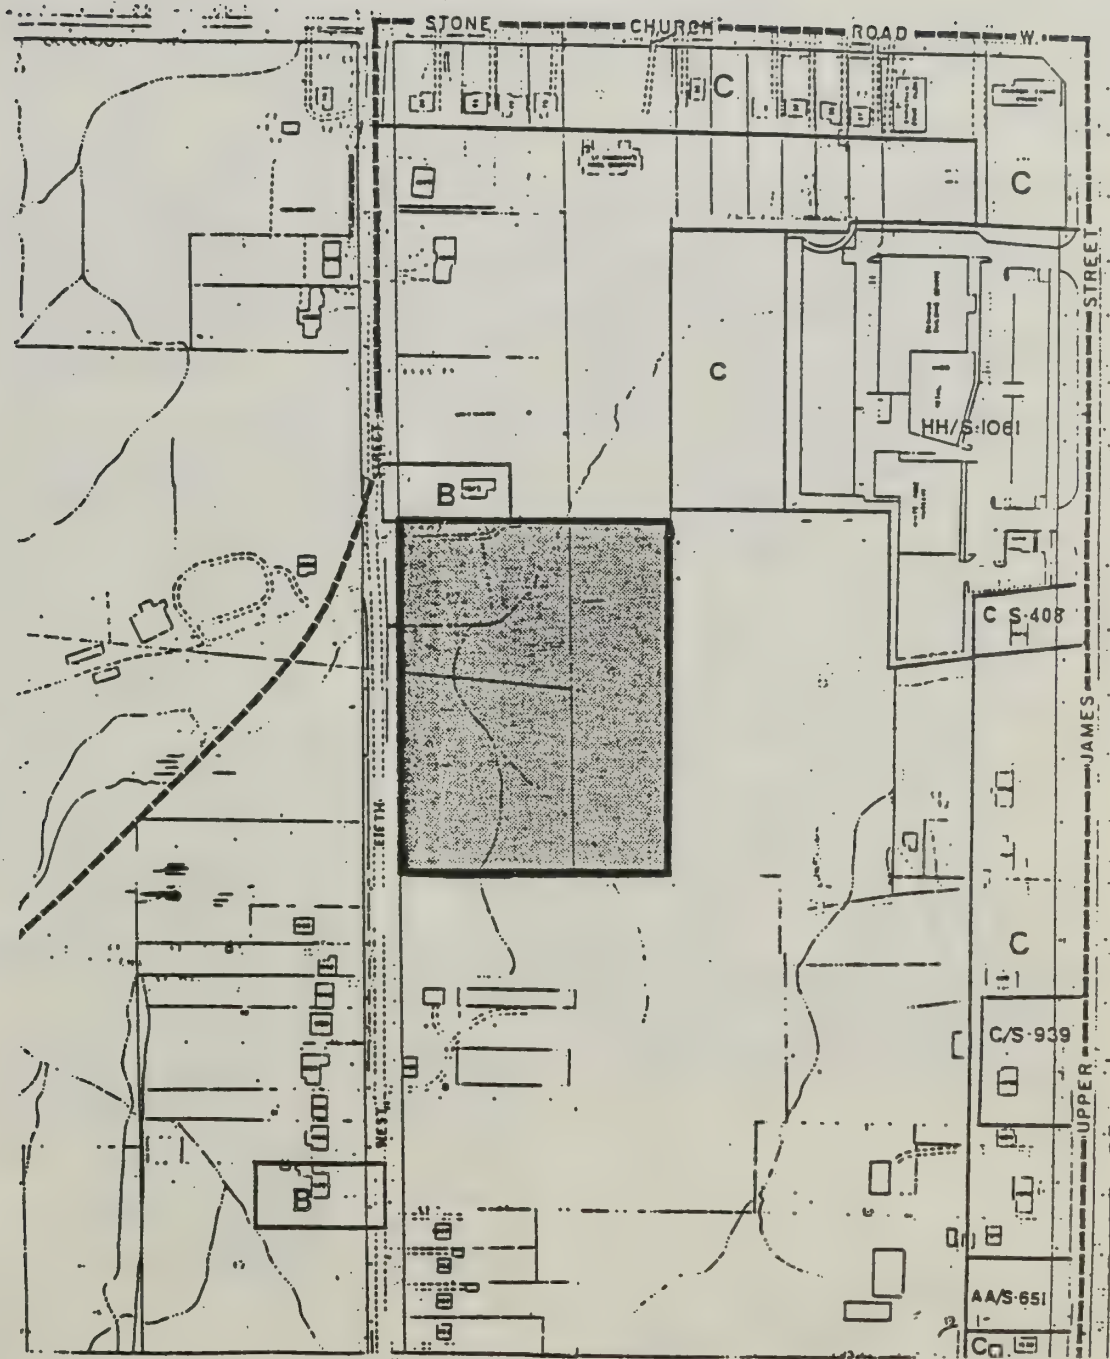 STONE CHURCH ROAD W.
C
C
STREET
C
HH/S·1061
STREET
B
C S·408
JAMES
FIFTH
C
C/S·939
UPPER
WEST
B
AA/S·651
C